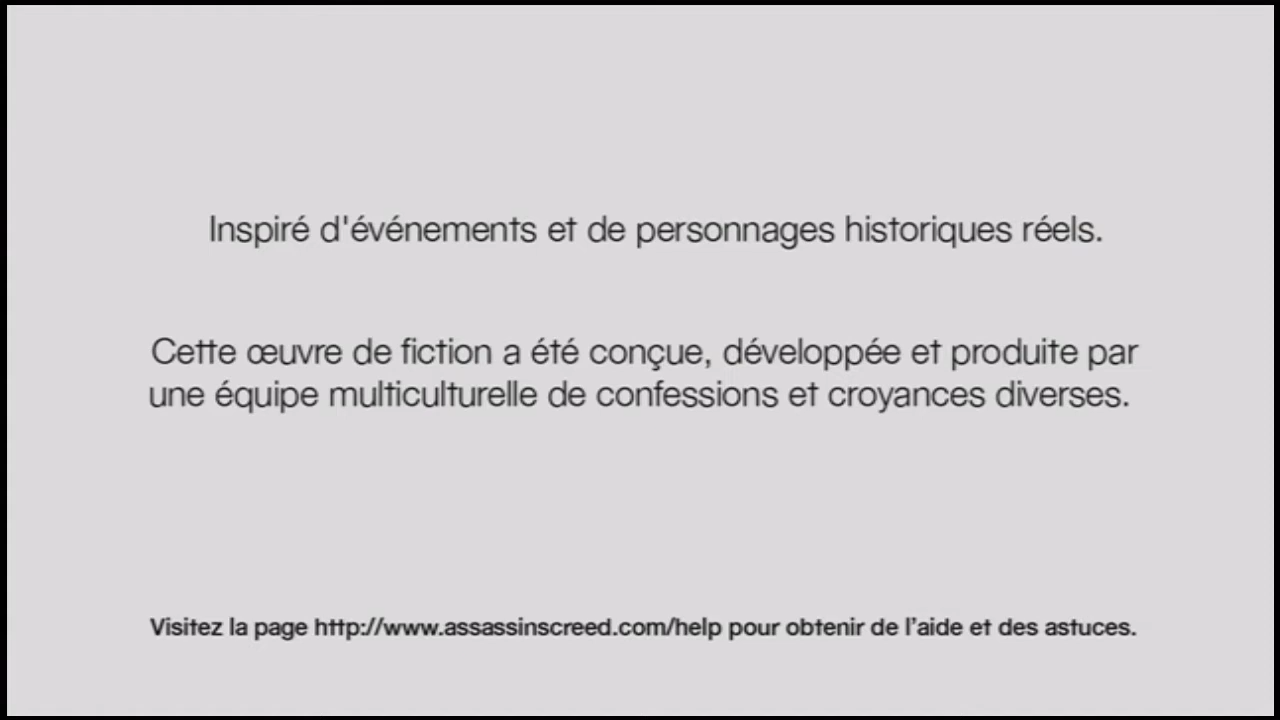 Inspiré d'événements et de personnages historiques réels.
Cette œuvre de fiction a été conçue, développée et produite par
une équipe multiculturelle de confessions et croyances diverses.
Visitez la page http://www.assassinscreed.com/help pour obtenir de l’aide et des astuces.